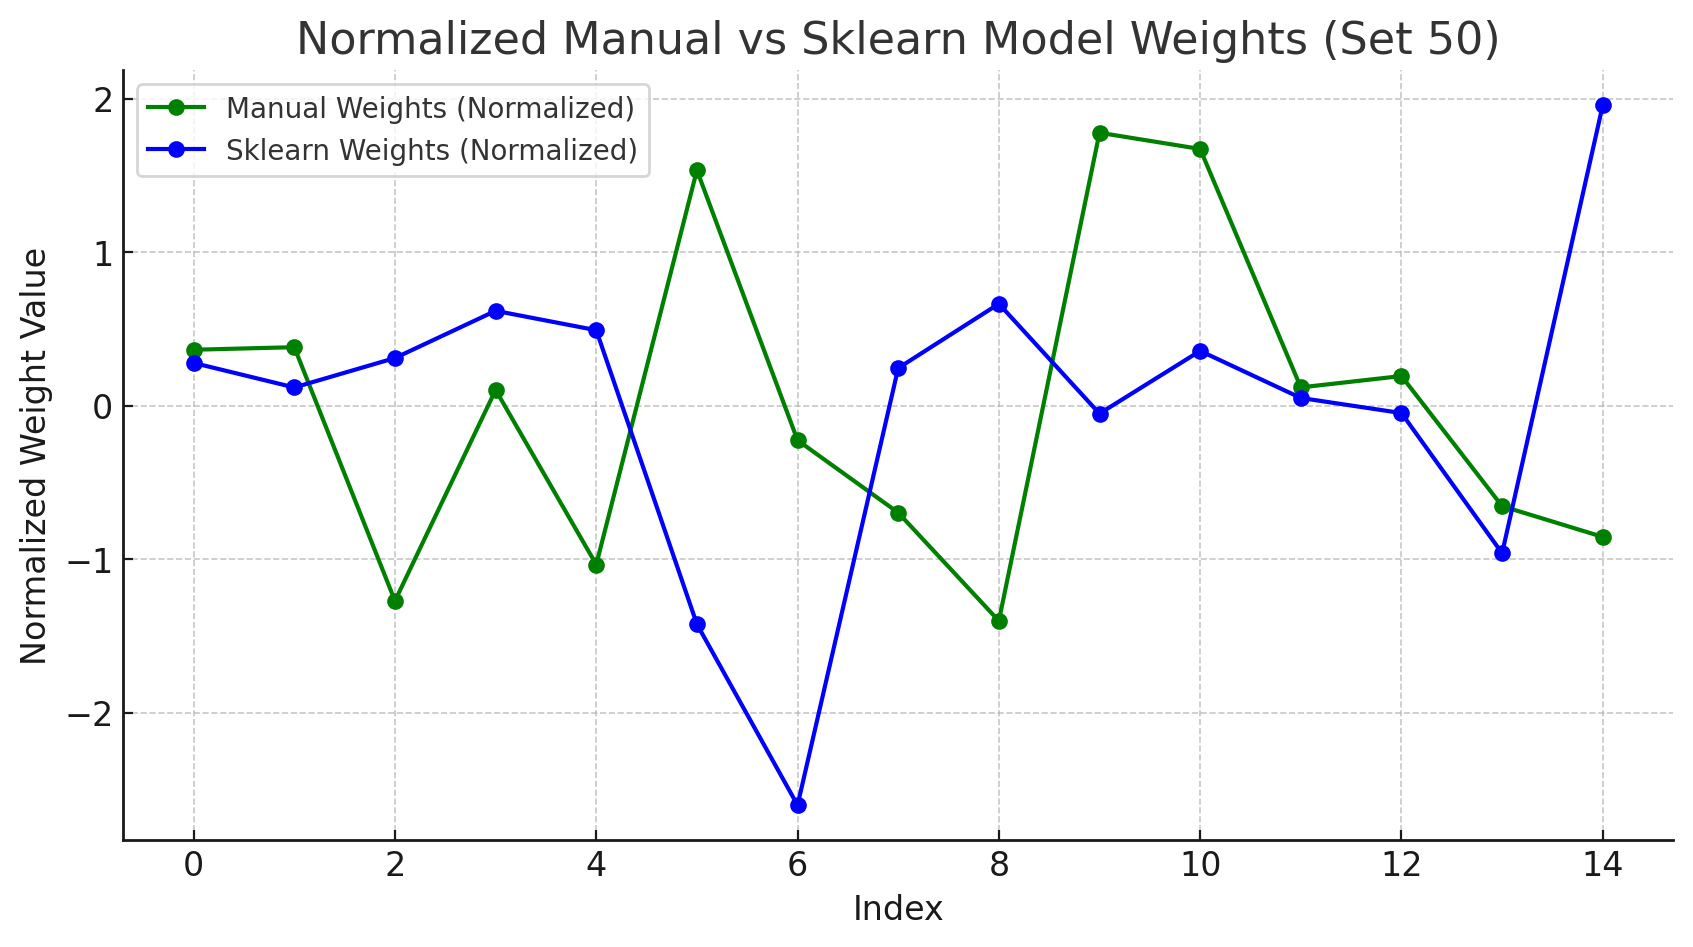 Normalized Manual vs Sklearn Model Weights (Set 50)
Manual Weights (Normalized)
Sklearn Weights (Normalized)
Normalized Weight Value
2
1
0
−1
−2
0 2 4 6 8 10 12 14
Index